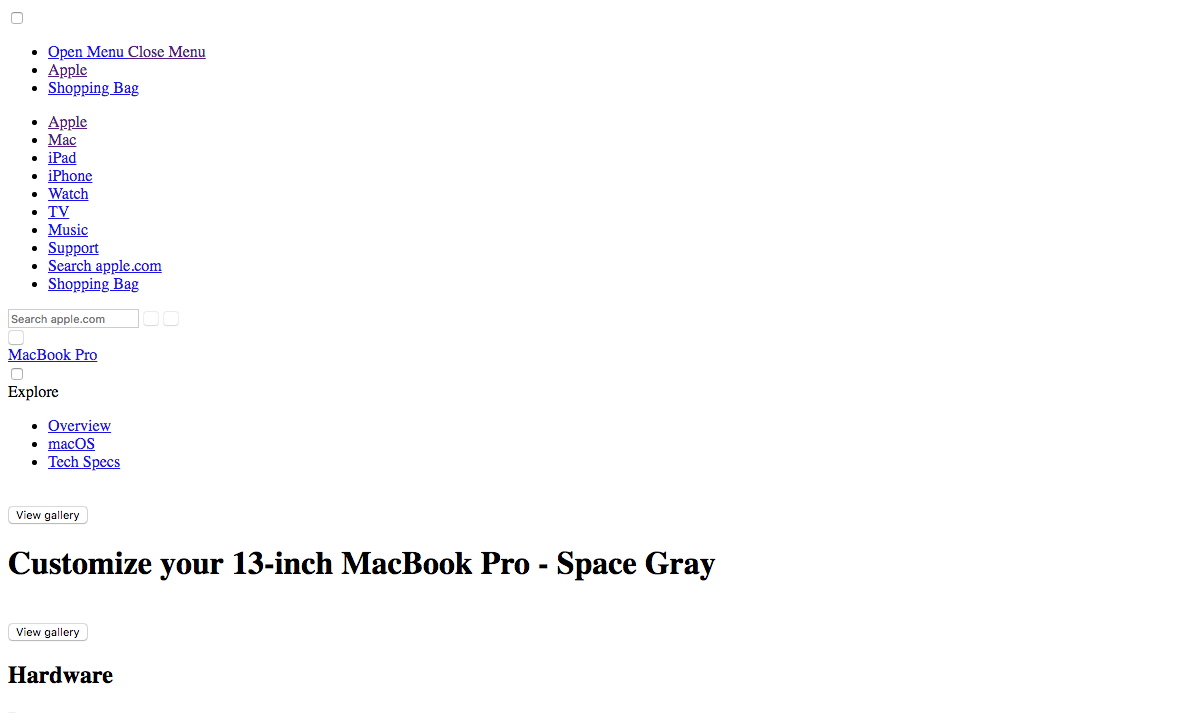 Open Menu Close Menu
Apple
Shopping Bag
Apple
Mac
iPad
iPhone
Watch
TV
Music
Support
Search apple.com
Shopping Bag
Search apple.com
MacBook Pro
Explore
Overview
macOS
Tech Specs
View gallery
Customize your 13-inch MacBook Pro - Space Gray
View gallery
Hardware